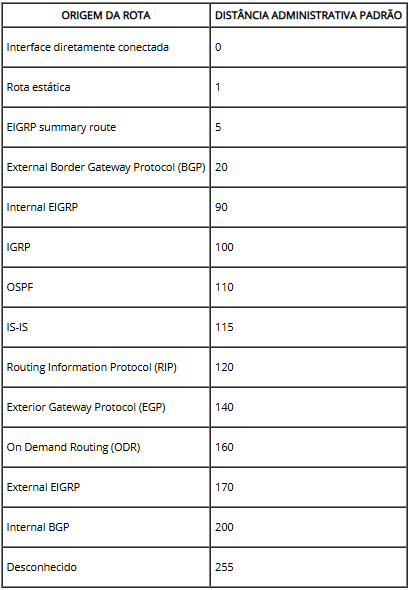 ORIGEM DA ROTA DISTÂNCIA ADMINISTRATIVA PADRÃO
Interface diretamente conectada 0
Rota estática 1
EIGRP summary route 5
External Border Gateway Protocol (BGP) 20
Internal EIGRP 90
IGRP 100
OSPF 110
IS-IS 115
Routing Information Protocol (RIP) 120
Exterior Gateway Protocol (EGP) 140
On Demand Routing (ODR) 160
External EIGRP 170
Internal BGP 200
Desconhecido 255